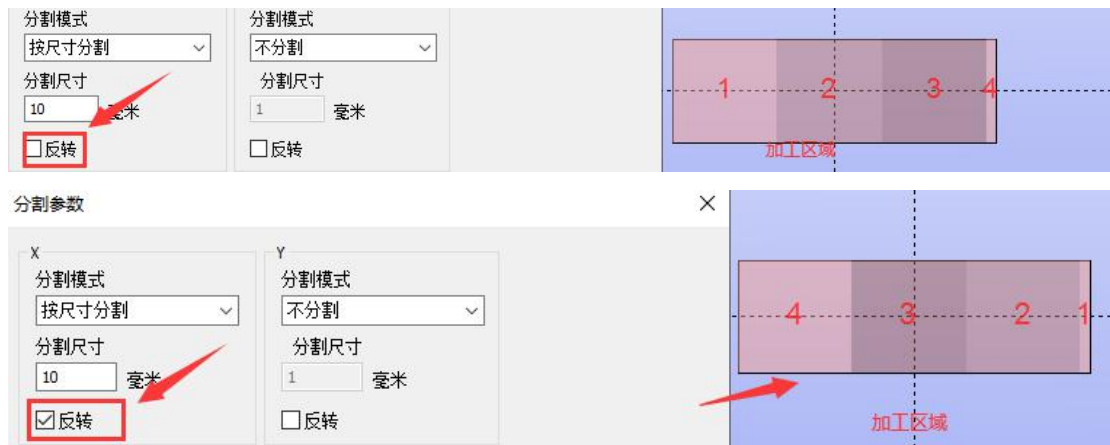 分割模式 分割模式
按尺寸分割 不分割
分割尺寸 分割尺寸
10 毫米 1 毫米
反转 反转
1 2 3 4
加工区域
分割参数
X Y
分割模式 分割模式
按尺寸分割 不分割
分割尺寸 分割尺寸
10 毫米 1 毫米
反转 反转
4 3 2 1
加工区域